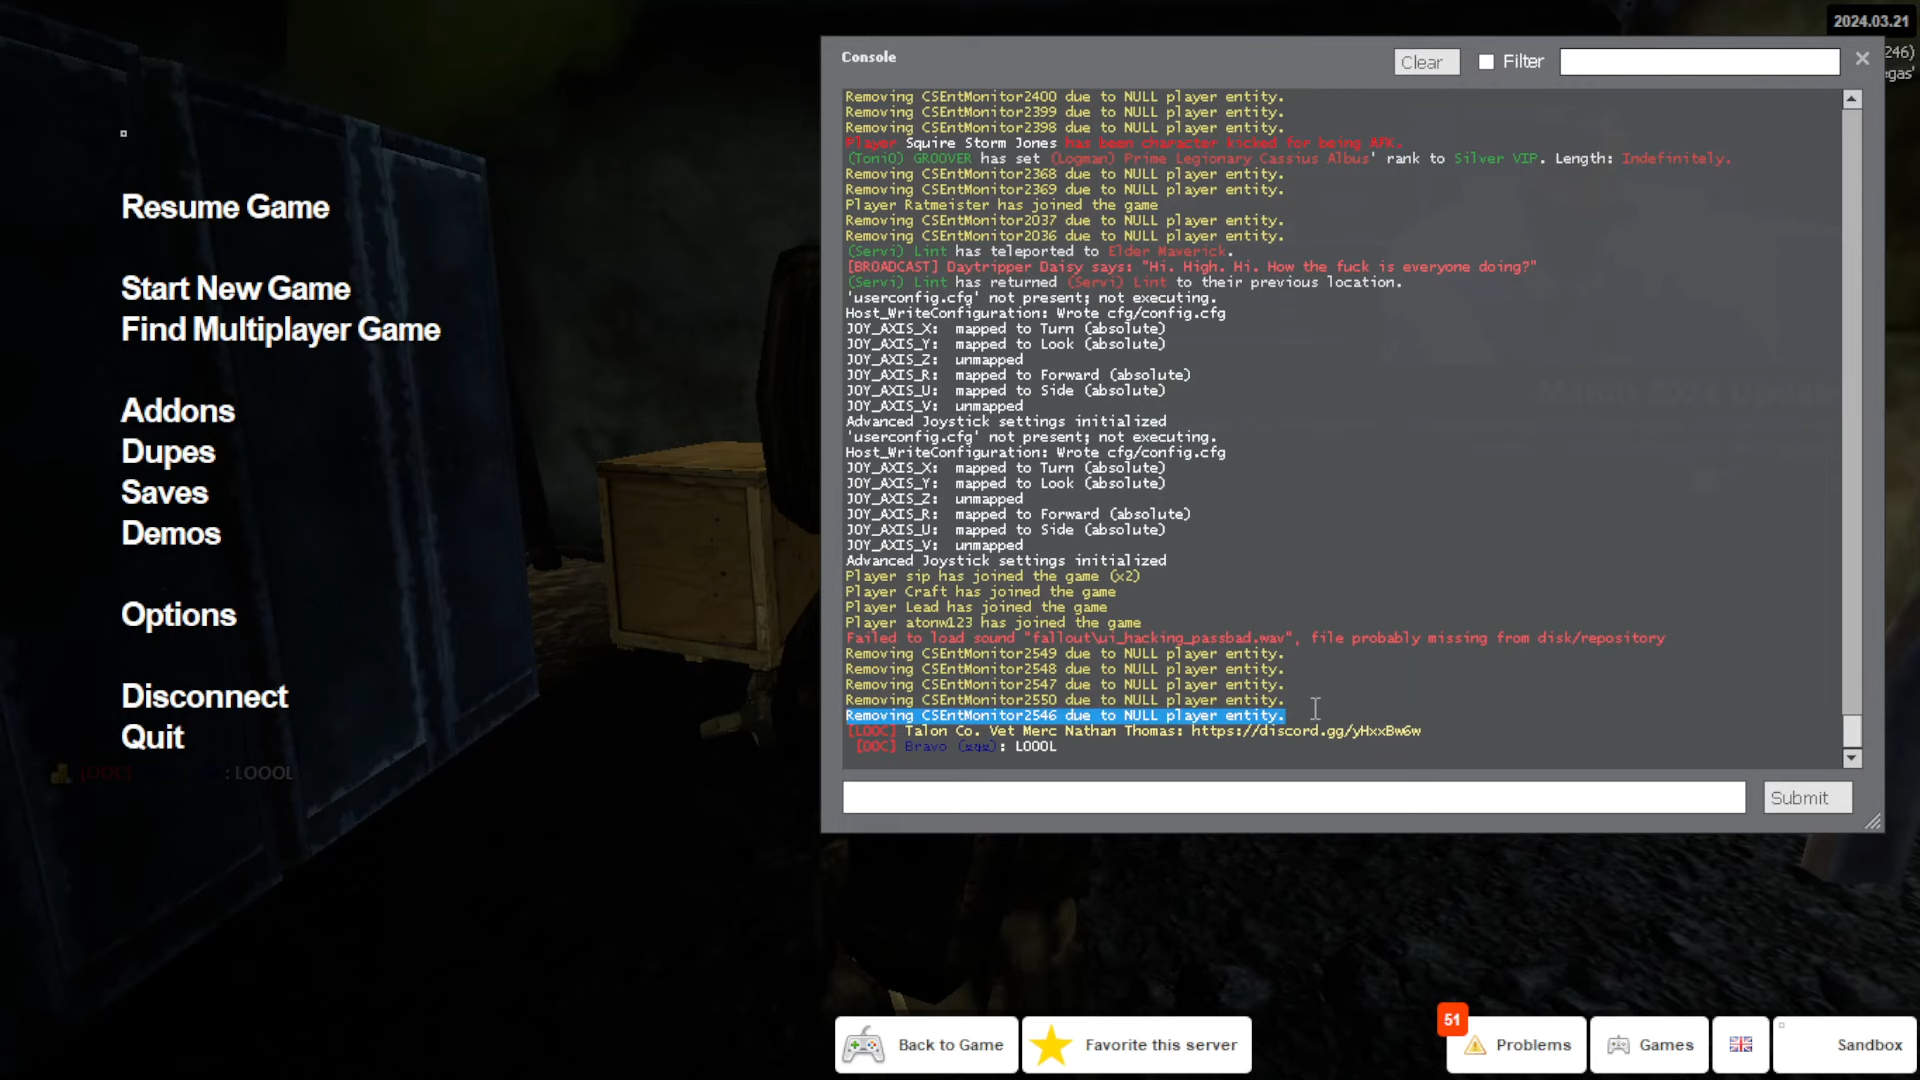 2024.03.21
Console
Clear
Filter
246)
gas'
Removing CSEntMonitor2400 due to NULL player entity.
Removing CSEntMonitor2399 due to NULL player entity.
Removing CSEntMonitor2398 due to NULL player entity.
Player Squire Storm Jones has been character kicked for being AFK.
(ToniO) GROOVER has set (Logman) Prime Legionary Cassius Albus' rank to Silver VIP. Length: Indefinitely.
Removing CSEntMonitor2368 due to NULL player entity.
Removing CSEntMonitor2369 due to NULL player entity.
Player Ratmeister has joined the game
Removing CSEntMonitor2037 due to NULL player entity.
Removing CSEntMonitor2036 due to NULL player entity.
(Servi) Lint has teleported to Elder Maverick.
[BROADCAST] Daytripper Daisy says: "Hi. High. Hi. How the fuck is everyone doing?"
(Servi) Lint has returned (Servi) Lint to their previous location.
'userconfig.cfg' not present; not executing.
Host_WriteConfiguration: Wrote cfg/config.cfg
JOY_AXIS_X: mapped to Turn (absolute)
JOY_AXIS_Y: mapped to Look (absolute)
JOY_AXIS_Z: unmapped
JOY_AXIS_R: mapped to Forward (absolute)
JOY_AXIS_U: mapped to Side (absolute)
JOY_AXIS_V: unmapped
Advanced Joystick settings initialized
'userconfig.cfg' not present; not executing.
Host_WriteConfiguration: Wrote cfg/config.cfg
JOY_AXIS_X: mapped to Turn (absolute)
JOY_AXIS_Y: mapped to Look (absolute)
JOY_AXIS_Z: unmapped
JOY_AXIS_R: mapped to Forward (absolute)
JOY_AXIS_U: mapped to Side (absolute)
JOY_AXIS_V: unmapped
Advanced Joystick settings initialized
Player sip has joined the game (x2)
Player Craft has joined the game
Player Lead has joined the game
Player atonw123 has joined the game
Failed to load sound "fallout\ui_hacking_passbad.wav", file probably missing from disk/repository
Removing CSEntMonitor2549 due to NULL player entity.
Removing CSEntMonitor2548 due to NULL player entity.
Removing CSEntMonitor2547 due to NULL player entity.
Removing CSEntMonitor2550 due to NULL player entity.
Removing CSEntMonitor2546 due to NULL player entity.
[LOOC] Talon Co. Vet Merc Nathan Thomas: https://discord.gg/yHxxBw6w
[OOC] Bravo : LOOOL
Submit
Resume Game
Start New Game
Find Multiplayer Game
Addons
Dupes
Saves
Demos
Options
Disconnect
Quit
[OOC] : LOOOL
Back to Game
Favorite this server
51
Problems
Games
Sandbox